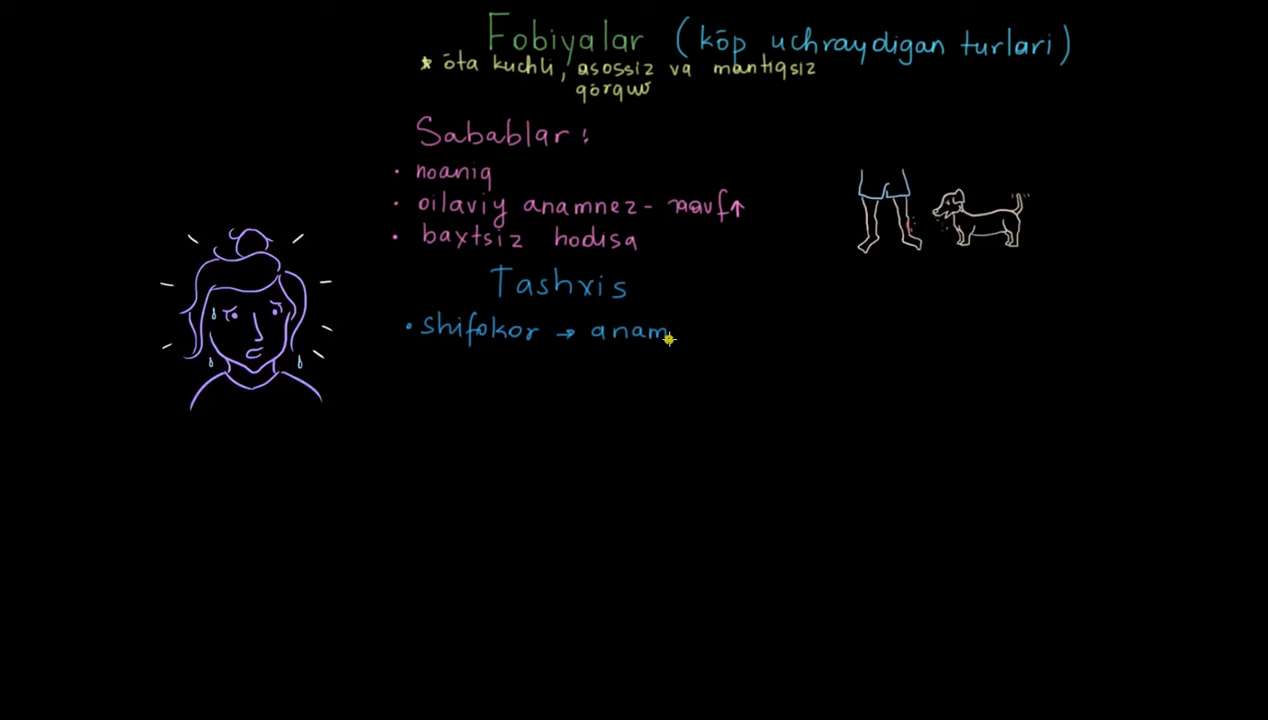 Fobiyalar (kōp uchraydigan turlari)
* ōta kuchli, asossiz va mantiqsiz
qōrquv
Sabablar:
• noaniq
• oilaviy anamnez - xavf↑
• baxtsiz hodisa
Tashxis
• shifokor → anam